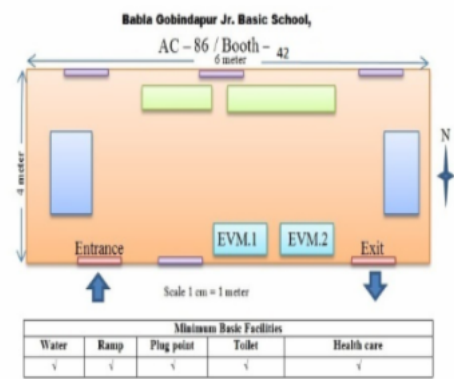 Babla Gobindapur Jr. Basic School,
AC – 86 / Booth – 42
6 meter
4 meter
N
EVM.1 EVM.2
Entrance Exit
Scale 1 cm = 1 meter
Minimum Basic Facilities
Water Ramp Plug point Toilet Health care
√ √ √ √ √